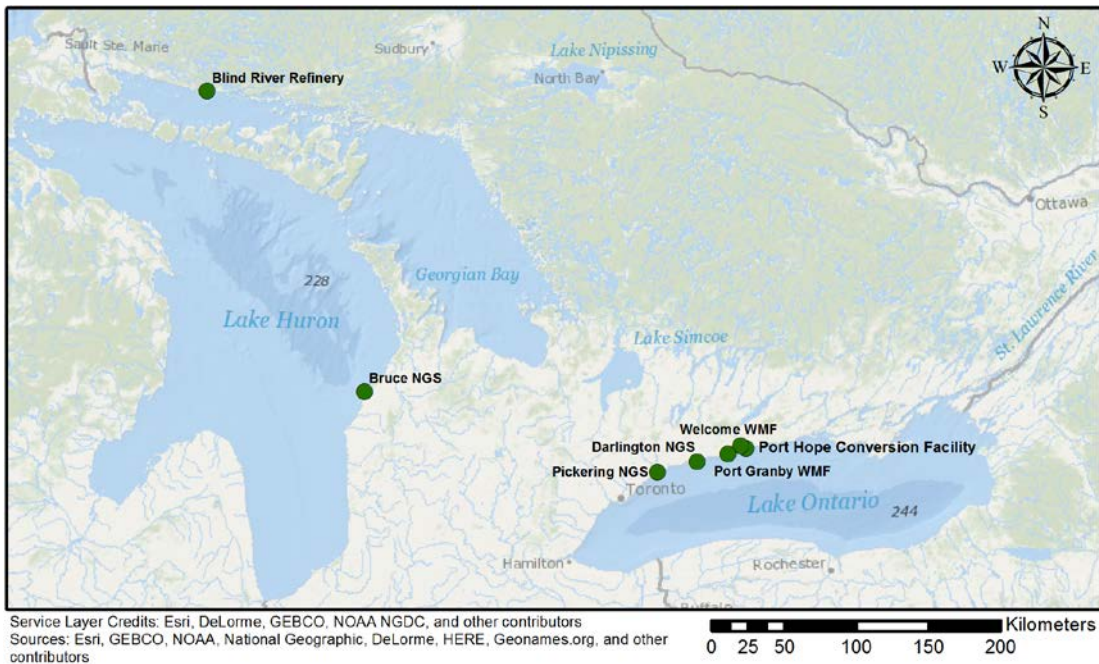 N
W E
S
Sault Ste. Marie
Sudbury
Lake Nipissing
North Bay
Blind River Refinery
Ottawa
Georgian Bay
228
Lake Huron
St. Lawrence River
Lake Simcoe
Bruce NGS
Welcome WMF
Darlington NGS
Port Hope Conversion Facility
Pickering NGS
Port Granby WMF
Toronto
Lake Ontario
244
Hamilton
Rochester
Service Layer Credits: Esri, DeLorme, GEBCO, NOAA NGDC, and other contributors
Sources: Esri, GEBCO, NOAA, National Geographic, DeLorme, HERE, Geonames.org, and other
contributors
Kilometers
0 25 50 100 150 200